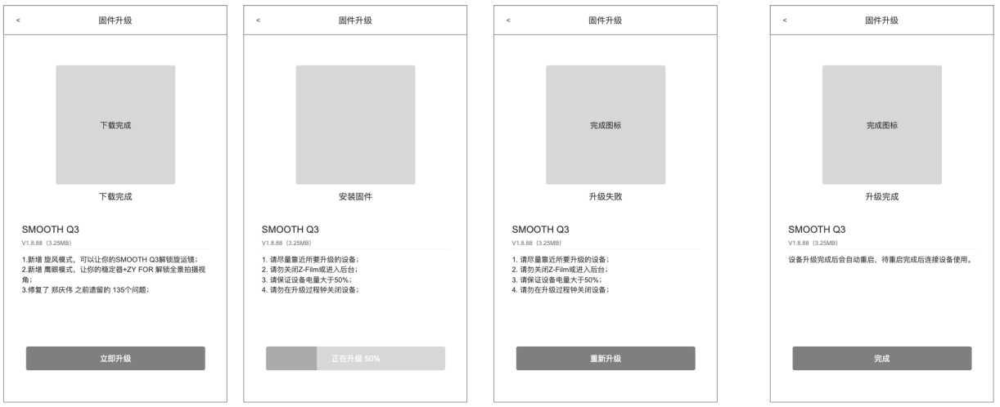 < 固件升级
下载完成
下载完成
SMOOTH Q3
V1.8.88（3.25MB）
1.新增 旋风模式，可以让你的SMOOTH Q3解锁旋运镜；
2.新增 鹰眼模式，让你的稳定器+ZY FOR 解锁全景拍摄视
角；
3.修复了 郑庆伟 之前遗留的 135个问题；
立即升级
< 固件升级
安装固件
SMOOTH Q3
V1.8.88（3.25MB）
1. 请尽量靠近所要升级的设备；
2. 请勿关闭Z-Film或进入后台；
3. 请保证设备电量大于50%；
4. 请勿在升级过程钟关闭设备；
正在升级 50%
< 固件升级
完成图标
升级失败
SMOOTH Q3
V1.8.88（3.25MB）
1. 请尽量靠近所要升级的设备；
2. 请勿关闭Z-Film或进入后台；
3. 请保证设备电量大于50%；
4. 请勿在升级过程钟关闭设备；
重新升级
< 固件升级
完成图标
升级完成
SMOOTH Q3
V1.8.88（3.25MB）
设备升级完成后会自动重启，待重启完成后连接设备使用。
完成